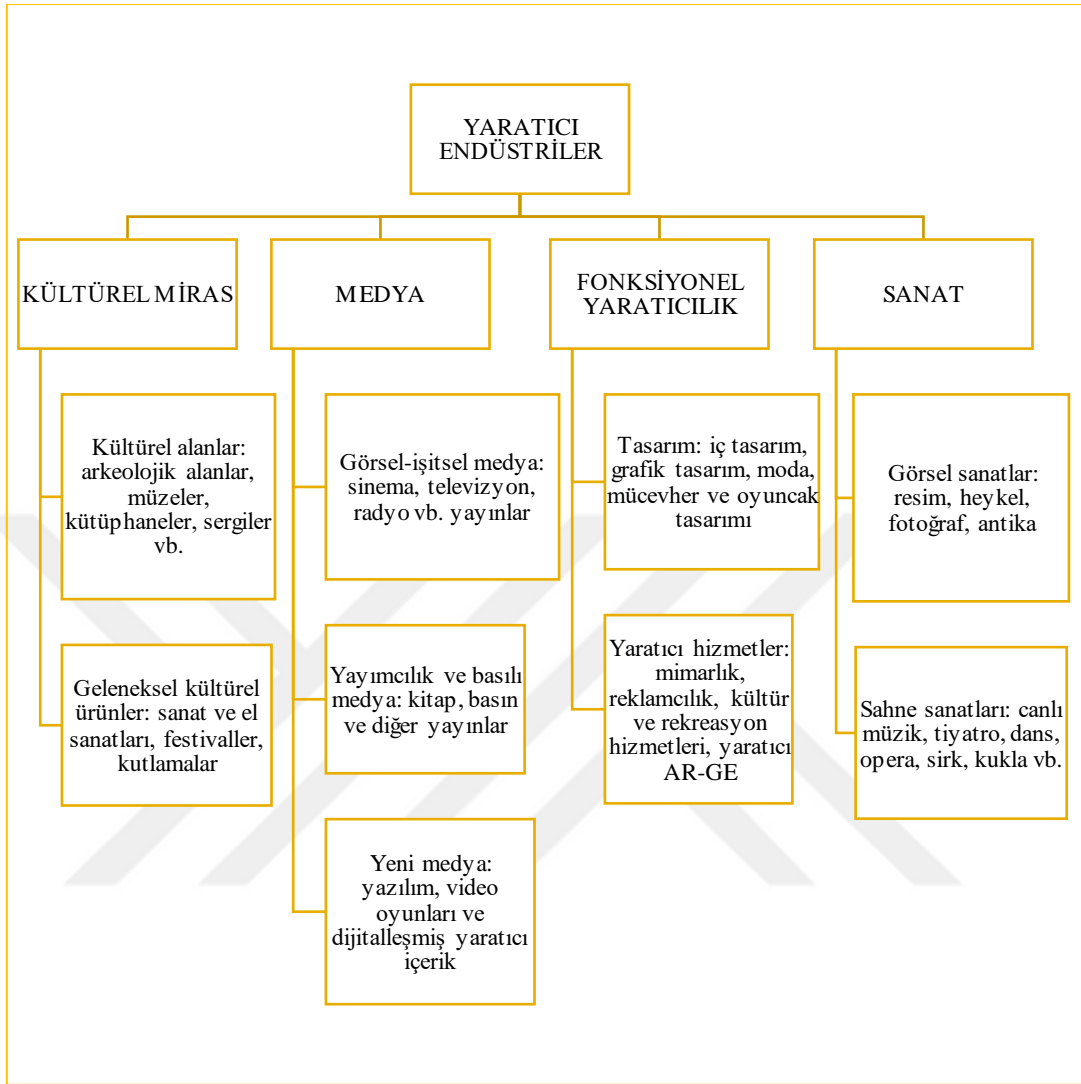 YARATICI
ENDÜSTRİLER
KÜLTÜREL MİRAS
Kültürel alanlar:
arkeolojik alanlar,
müzeler,
kütüphaneler, sergiler
vb.
Geleneksel kültürel
ürünler: sanat ve el
sanatları, festivaller,
kutlamalar
MEDYA
Görsel-işitsel medya:
sinema, televizyon,
radyo vb. yayınlar
Yayımcılık ve basılı
medya: kitap, basın
ve diğer yayınlar
Yeni medya:
yazılım, video
oyunları ve
dijitalleşmiş yaratıcı
içerik
FONKSİYONEL
YARATICILIK
Tasarım: iç tasarım,
grafik tasarım, moda,
mücevher ve oyuncak
tasarımı
Yaratıcı hizmetler:
mimarlık,
reklamcılık, kültür
ve rekreasyon
hizmetleri, yaratıcı
AR-GE
SANAT
Görsel sanatlar:
resim, heykel,
fotoğraf, antika
Sahne sanatları: canlı
müzik, tiyatro, dans,
opera, sirk, kukla vb.